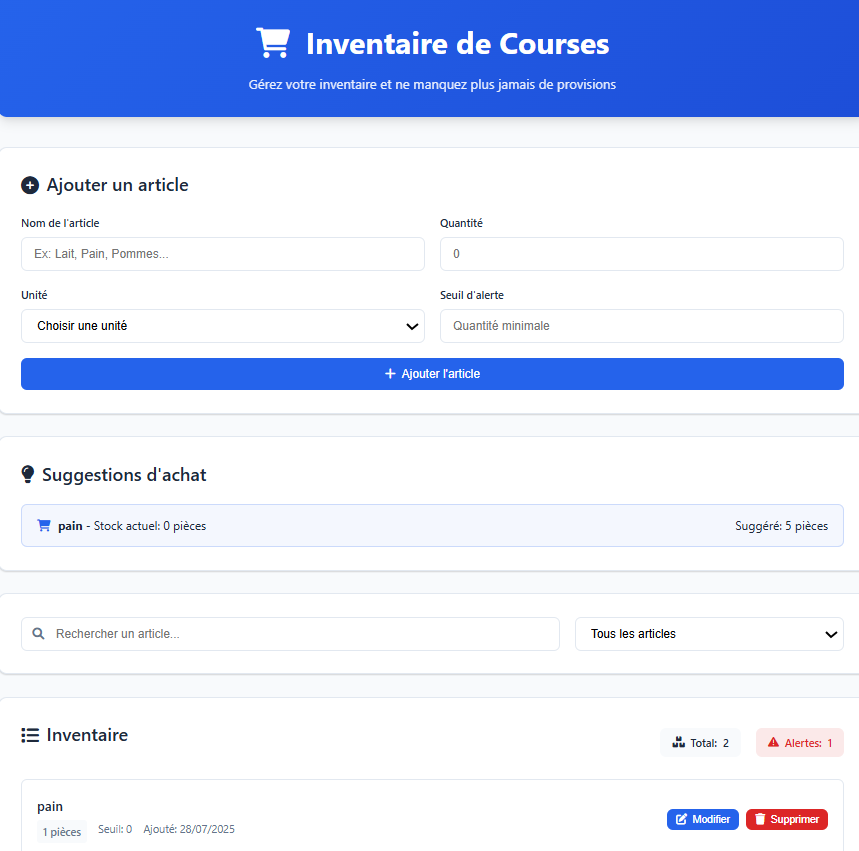 Inventaire de Courses
Gérez votre inventaire et ne manquez plus jamais de provisions
Ajouter un article
Nom de l'article
Quantité
Ex: Lait, Pain, Pommes...
0
Unité
Seuil d'alerte
Choisir une unité
Quantité minimale
Ajouter l'article
Suggestions d'achat
pain - Stock actuel: 0 pièces
Suggéré: 5 pièces
Rechercher un article...
Tous les articles
Inventaire
Total: 2
Alertes: 1
pain
1 pièces
Seuil: 0
Ajouté: 28/07/2025
Modifier
Supprimer